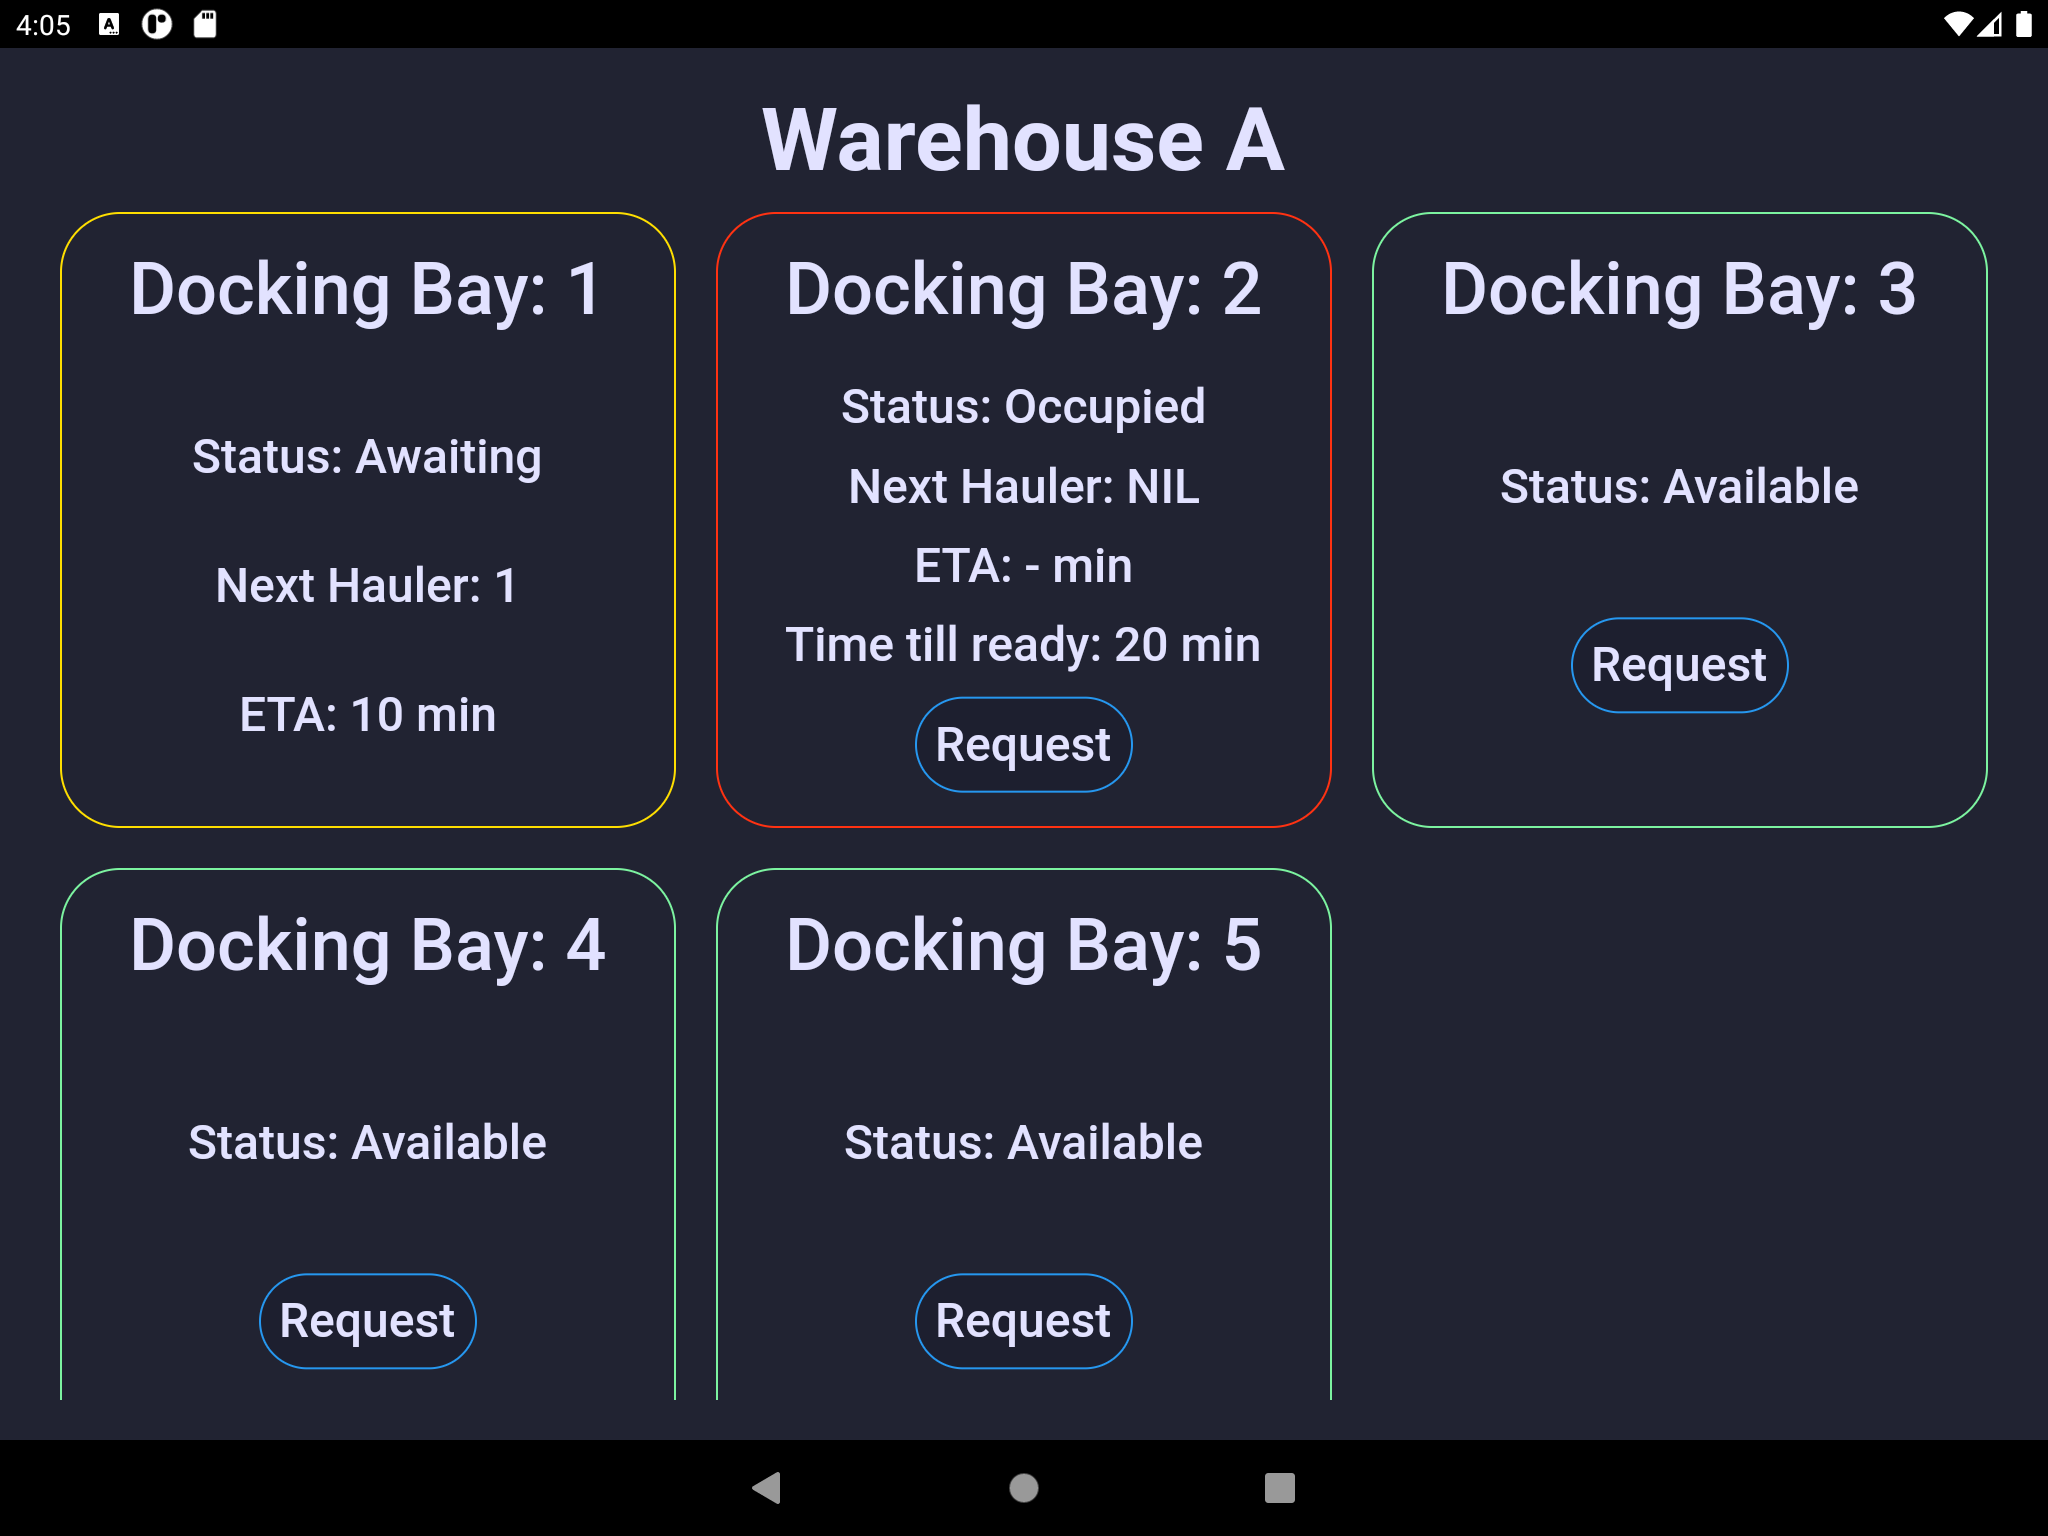 4:05
Warehouse A
Docking Bay: 1
Status: Awaiting
Next Hauler: 1
ETA: 10 min
Docking Bay: 2
Status: Occupied
Next Hauler: NIL
ETA: - min
Time till ready: 20 min
Request
Docking Bay: 3
Status: Available
Request
Docking Bay: 4
Status: Available
Request
Docking Bay: 5
Status: Available
Request